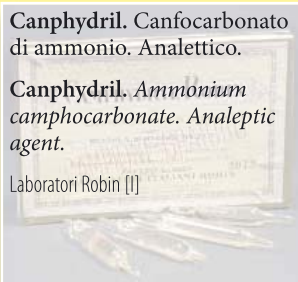 Canphydril. Canfocarbonato
di ammonio. Analettico.
Canphydril. Ammonium
camphocarbonate. Analeptic
agent.
Laboratori Robin [I]